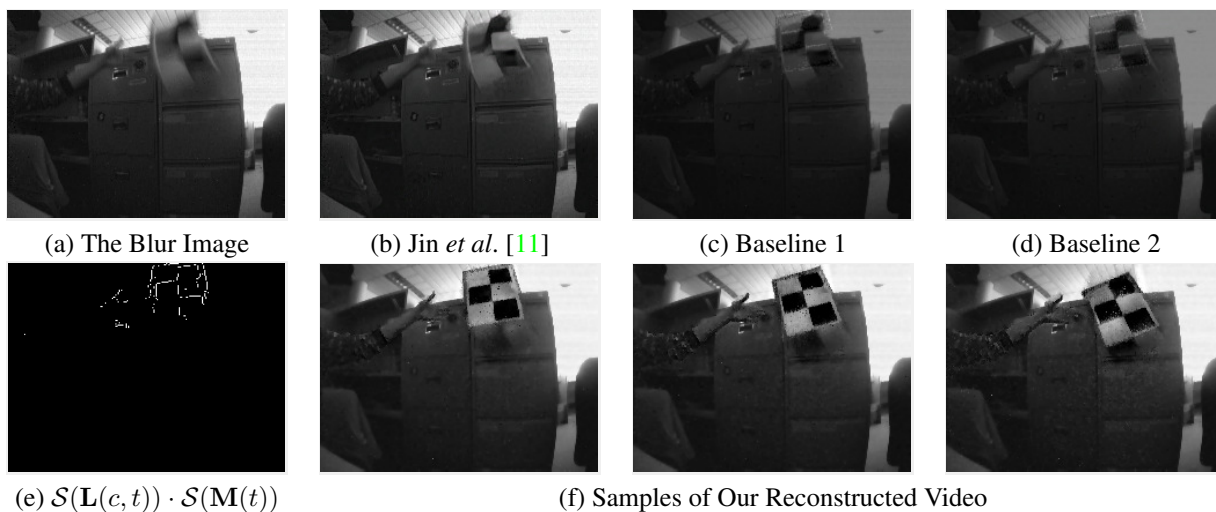 (a) The Blur Image
(b) Jin et al. [11]
(c) Baseline 1
(d) Baseline 2
(e) 𝒮(𝐋(c, t)) · 𝒮(𝐌(t))
(f) Samples of Our Reconstructed Video